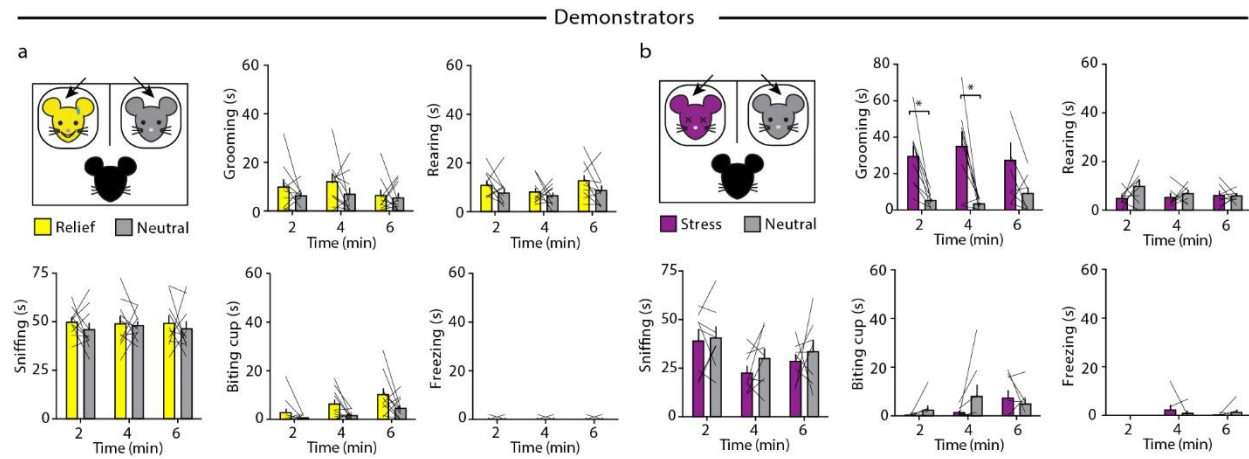 Demonstrators
a
Grooming (s)
60
40
20
0
2 4 6
Time (min)
Rearing (s)
60
40
20
0
2 4 6
Time (min)
Relief Neutral
b
Grooming (s)
80
60
40
20
0
* *
2 4 6
Time (min)
Rearing (s)
60
40
20
0
2 4 6
Time (min)
Stress Neutral
Sniffing (s)
75
50
25
0
2 4 6
Time (min)
Biting cup (s)
60
40
20
0
2 4 6
Time (min)
Freezing (s)
60
40
20
0
2 4 6
Time (min)
Sniffing (s)
75
50
25
0
2 4 6
Time (min)
Biting cup (s)
60
40
20
0
2 4 6
Time (min)
Freezing (s)
60
40
20
0
2 4 6
Time (min)